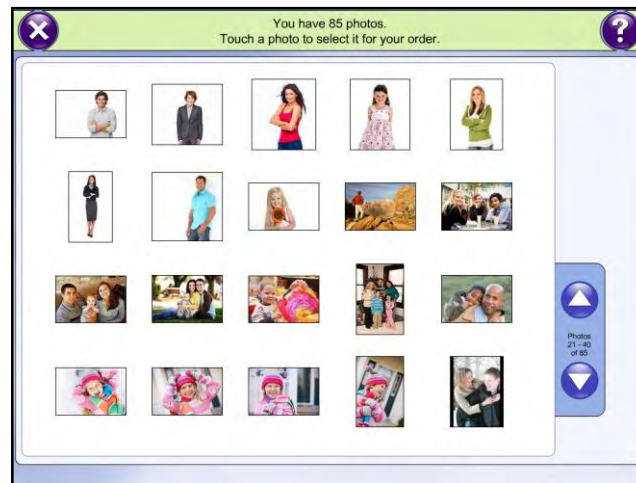 You have 85 photos.
Touch a photo to select it for your order.
?
Photos
21 - 40
of 85